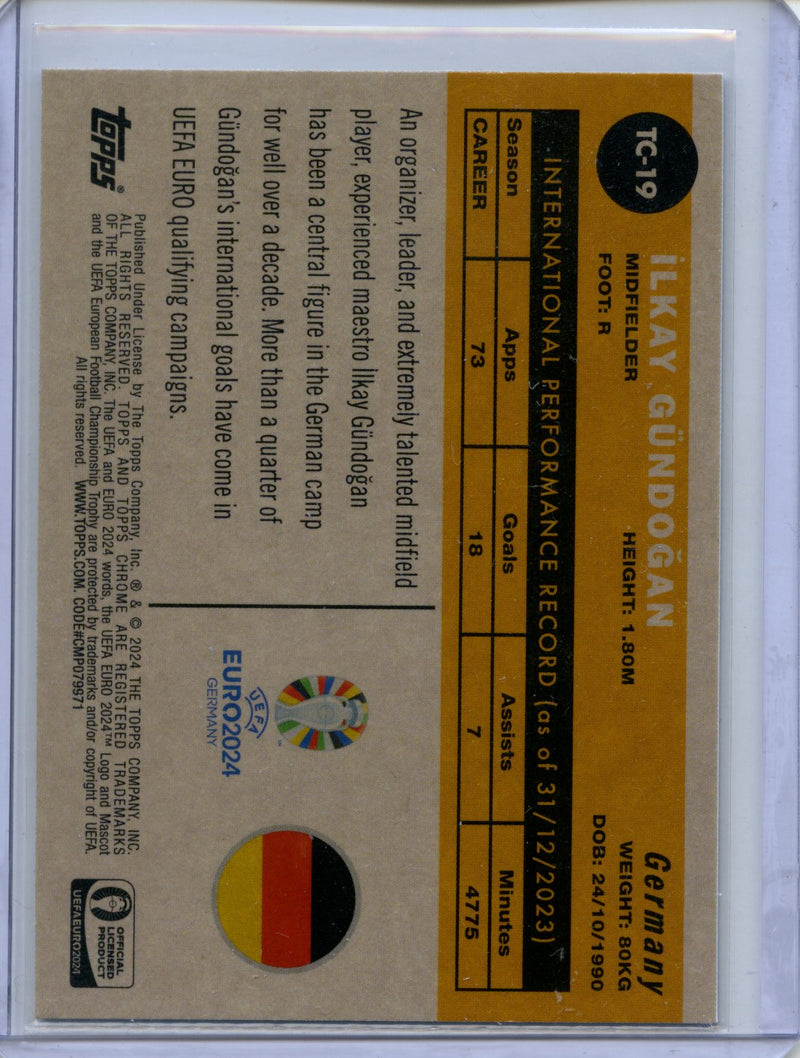 TC-19
İLKAY GÜNDOĞAN
Germany
MIDFIELDER HEIGHT: 1.80M WEIGHT: 80KG
FOOT: R DOB: 24/10/1990
INTERNATIONAL PERFORMANCE RECORD (as of 31/12/2023)
Season Apps Goals Assists Minutes
CAREER 73 18 7 4775
An organizer, leader, and extremely talented midfield
player, experienced maestro İlkay Gündoğan
has been a central figure in the German camp
for well over a decade. More than a quarter of
Gündoğan's international goals have come in
UEFA EURO qualifying campaigns.
UEFA
EURO2024
GERMANY
topps®
Published Under License by The Topps Company, Inc. ® & © 2024 THE TOPPS COMPANY, INC.
ALL RIGHTS RESERVED. TOPPS AND TOPPS CHROME ARE REGISTERED TRADEMARKS
OF THE TOPPS COMPANY, INC. The UEFA and EURO 2024 words, the UEFA EURO 2024™ Logo and Mascot
and the UEFA European Football Championship Trophy are protected by trademarks and/or copyright of UEFA.
All rights reserved. WWW.TOPPS.COM. CODE#CMP079971
OFFICIAL
LICENSED
PRODUCT
UEFAEURO2024